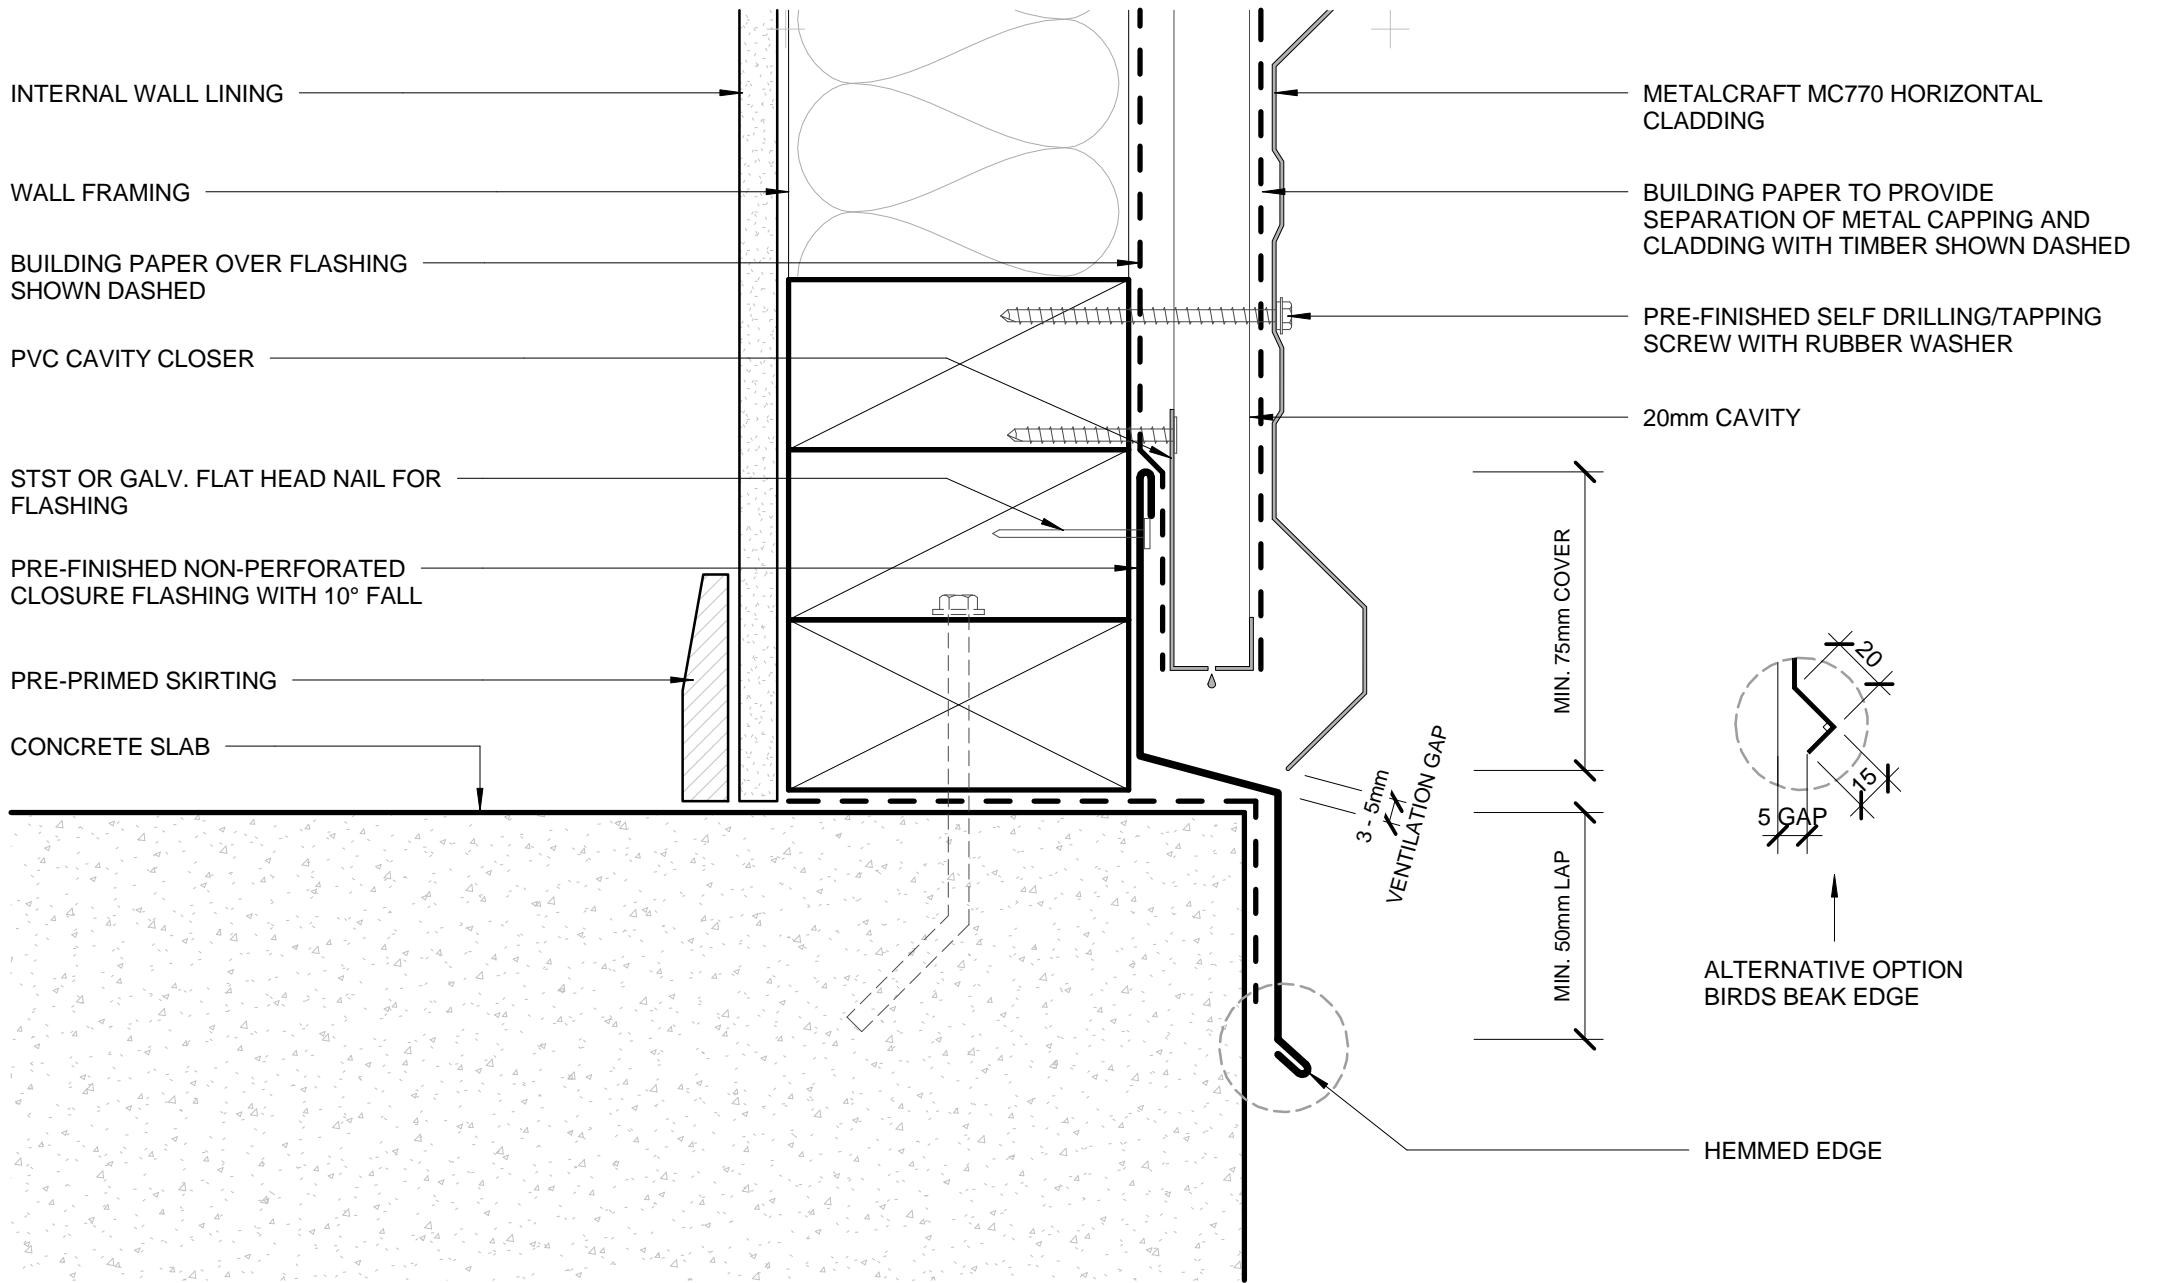 INTERNAL WALL LINING
WALL FRAMING
BUILDING PAPER OVER FLASHING
SHOWN DASHED
PVC CAVITY CLOSER
STST OR GALV. FLAT HEAD NAIL FOR
FLASHING
PRE-FINISHED NON-PERFORATED
CLOSURE FLASHING WITH 10° FALL
PRE-PRIMED SKIRTING
CONCRETE SLAB
METALCRAFT MC770 HORIZONTAL
CLADDING
BUILDING PAPER TO PROVIDE
SEPARATION OF METAL CAPPING AND
CLADDING WITH TIMBER SHOWN DASHED
PRE-FINISHED SELF DRILLING/TAPPING
SCREW WITH RUBBER WASHER
20mm CAVITY
MIN. 75mm COVER
3 - 5mm
VENTILATION GAP
MIN. 50mm LAP
20
15
5 GAP
ALTERNATIVE OPTION
BIRDS BEAK EDGE
HEMMED EDGE